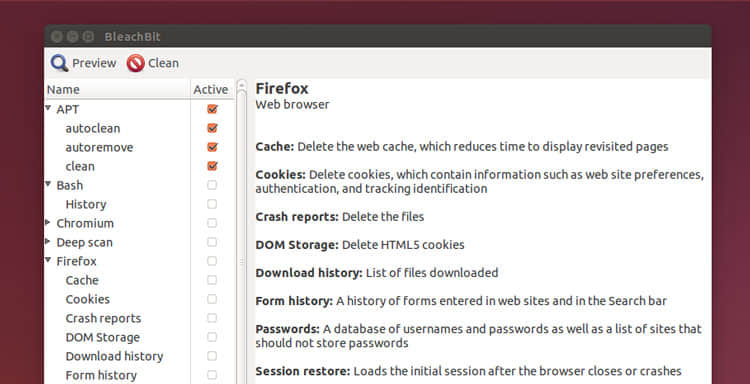 BleachBit
Preview Clean
Name Active
APT
autoclean
autoremove
clean
Bash
History
Chromium
Deep scan
Firefox
Cache
Cookies
Crash reports
DOM Storage
Download history
Form history
Firefox
Web browser
Cache: Delete the web cache, which reduces time to display revisited pages
Cookies: Delete cookies, which contain information such as web site preferences,
authentication, and tracking identification
Crash reports: Delete the files
DOM Storage: Delete HTML5 cookies
Download history: List of files downloaded
Form history: A history of forms entered in web sites and in the Search bar
Passwords: A database of usernames and passwords as well as a list of sites that
should not store passwords
Session restore: Loads the initial session after the browser closes or crashes